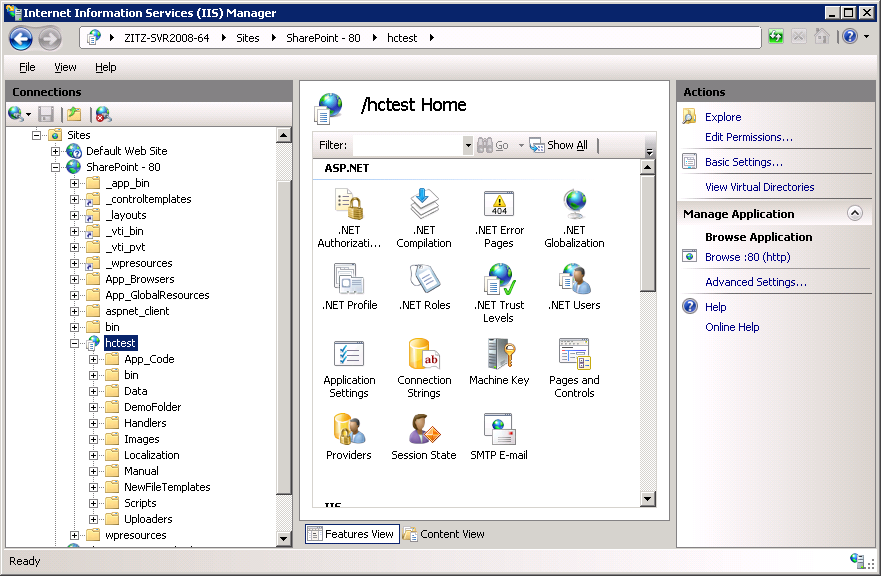 Internet Information Services (IIS) Manager
ZITZ-SVR2008-64 Sites SharePoint - 80 hctest
File View Help
Connections
Sites
Default Web Site
SharePoint - 80
_app_bin
_controltemplates
_layouts
_vti_bin
_vti_pvt
_wpresources
App_Browsers
App_GlobalResources
aspnet_client
bin
hctest
App_Code
bin
Data
DemoFolder
Handlers
Images
Localization
Manual
NewFileTemplates
Scripts
Uploaders
wpresources
/hctest Home
Filter: Go Show All
ASP.NET
.NET Authorizati...
.NET Compilation
404
.NET Error Pages
.NET Globalization
.NET Profile
.NET Roles
.NET Trust Levels
.NET Users
Application Settings
ab
Connection Strings
Machine Key
Pages and Controls
Providers
Session State
SMTP E-mail
IIS
Features View
Content View
Actions
Explore
Edit Permissions...
Basic Settings...
View Virtual Directories
Manage Application
Browse Application
Browse :80 (http)
Advanced Settings...
Help
Online Help
Ready